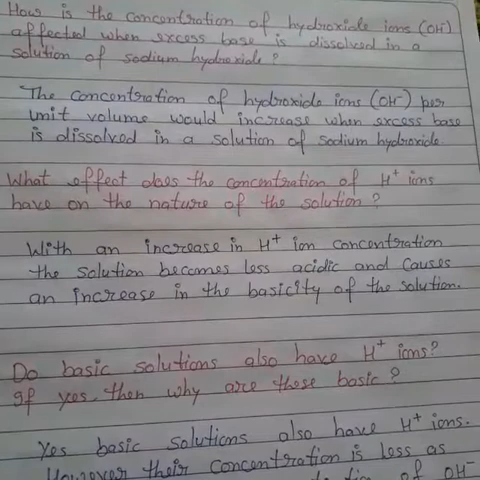 How is the concentration of hydroxide ions (OH⁻)
affected when excess base is dissolved in a
solution of sodium hydroxide?
The concentration of hydroxide ions (OH⁻) per
unit volume would increase when excess base
is dissolved in a solution of sodium hydroxide.
What effect does the concentration of H⁺ ions
have on the nature of the solution?
With an increase in H⁺ ion concentration
the solution becomes less acidic and causes
an increase in the basicity of the solution.
Do basic solutions also have H⁺ ions?
If yes, then why are these basic?
Yes basic solutions also have H⁺ ions.
However their concentration is less as
of OH⁻